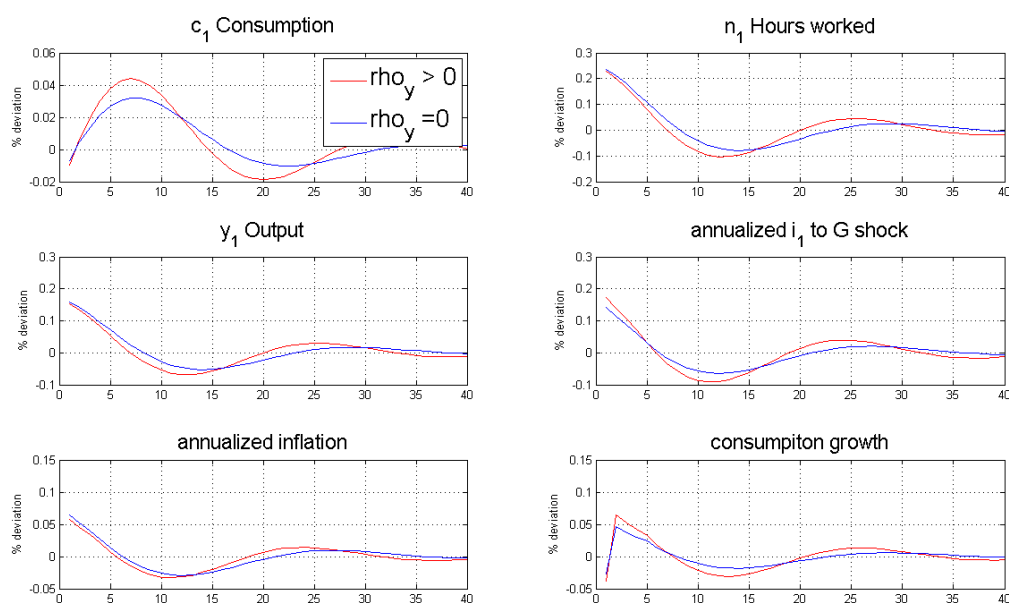 c1 Consumption
% deviation
0.06
0.04
0.02
0
-0.02
0 5 10 15 20 25 30 35 40
rho_y > 0
rho_y =0
n1 Hours worked
% deviation
0.3
0.2
0.1
0
-0.1
-0.2
0 5 10 15 20 25 30 35 40
y1 Output
% deviation
0.3
0.2
0.1
0
-0.1
0 5 10 15 20 25 30 35 40
annualized i1 to G shock
% deviation
0.3
0.2
0.1
0
-0.1
0 5 10 15 20 25 30 35 40
annualized inflation
% deviation
0.15
0.1
0.05
0
-0.05
0 5 10 15 20 25 30 35 40
consumpiton growth
% deviation
0.15
0.1
0.05
0
-0.05
0 5 10 15 20 25 30 35 40